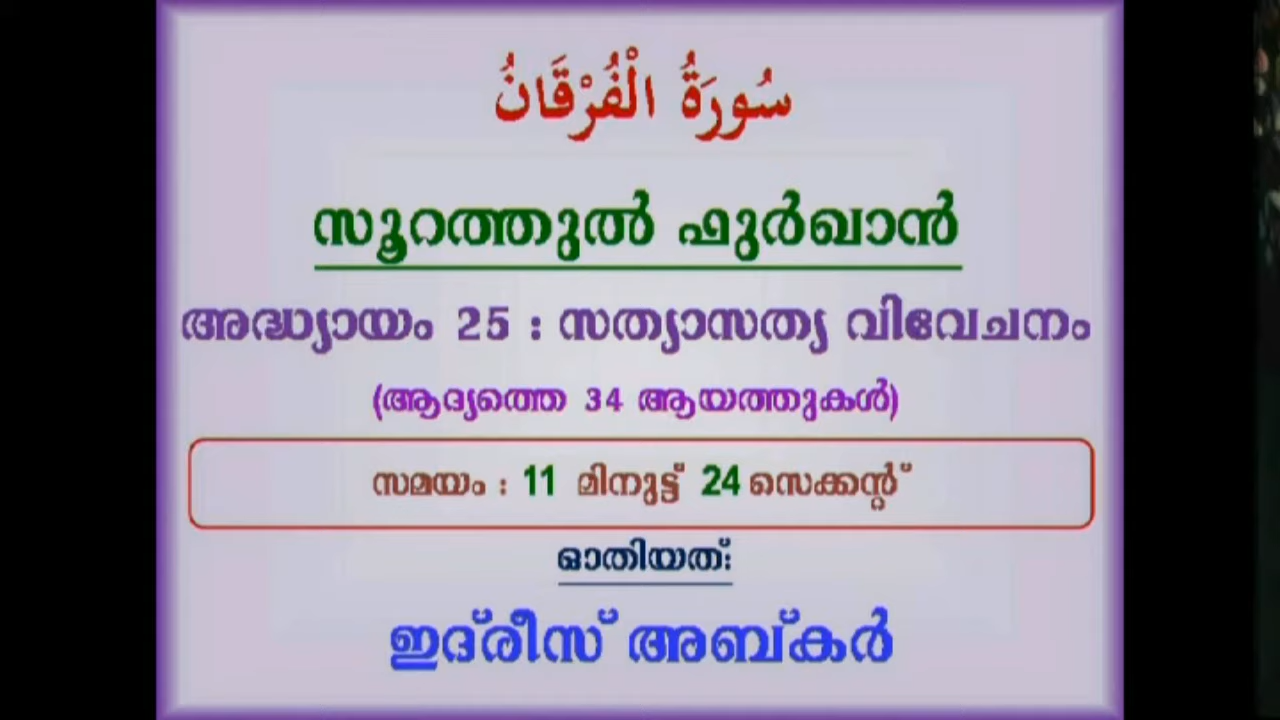 سُورَةُ الْفُرْقَانُ
സൂറത്തുൽ ഫുർഖാൻ
അദ്ധ്യായം 25 : സത്യാസത്യ വിവേചനം
(ആദ്യത്തെ 34 ആയത്തുകൾ)
സമയം : 11 മിനുട്ട് 24 സെക്കന്റ്
ഓതിയത്:
ഇദ്‌രീസ് അബ്കർ